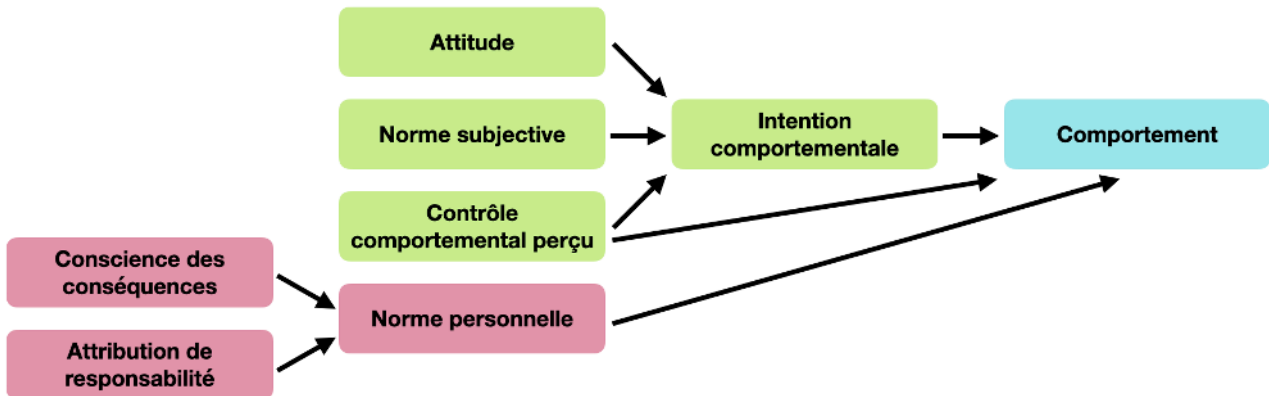 Attitude
Norme subjective
Intention
comportementale
Comportement
Contrôle
comportemental perçu
Conscience des
conséquences
Norme personnelle
Attribution de
responsabilité